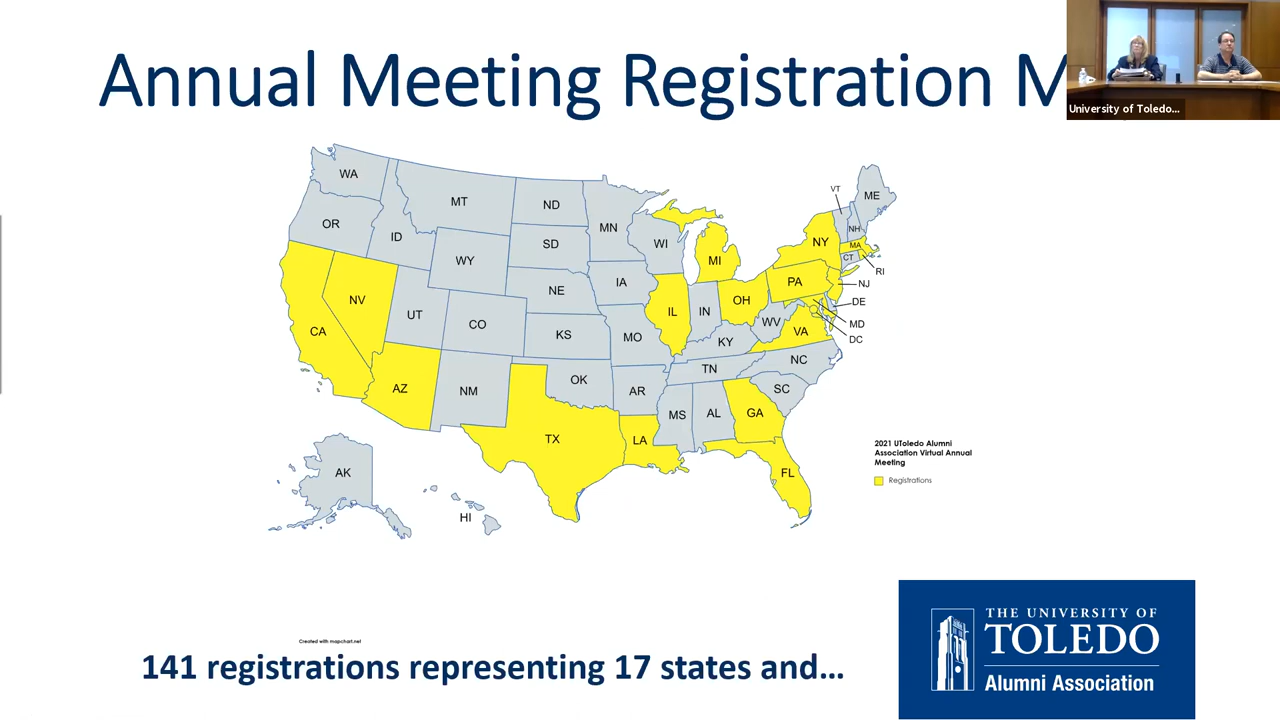 Annual Meeting Registration M
University of Toledo...
WA
MT
ND
MN
OR
ID
WY
SD
WI
MI
NY
VT
ME
NH
MA
CT
RI
NJ
PA
DE
MD
DC
NV
UT
CO
NE
IA
IL
IN
OH
WV
VA
CA
KS
MO
KY
NC
AZ
NM
OK
AR
TN
SC
TX
LA
MS
AL
GA
FL
AK
HI
2021 UToledo Alumni
Association Virtual Annual
Meeting
Registrations
Created with mapchart.net
141 registrations representing 17 states and...
THE UNIVERSITY OF
TOLEDO
Alumni Association